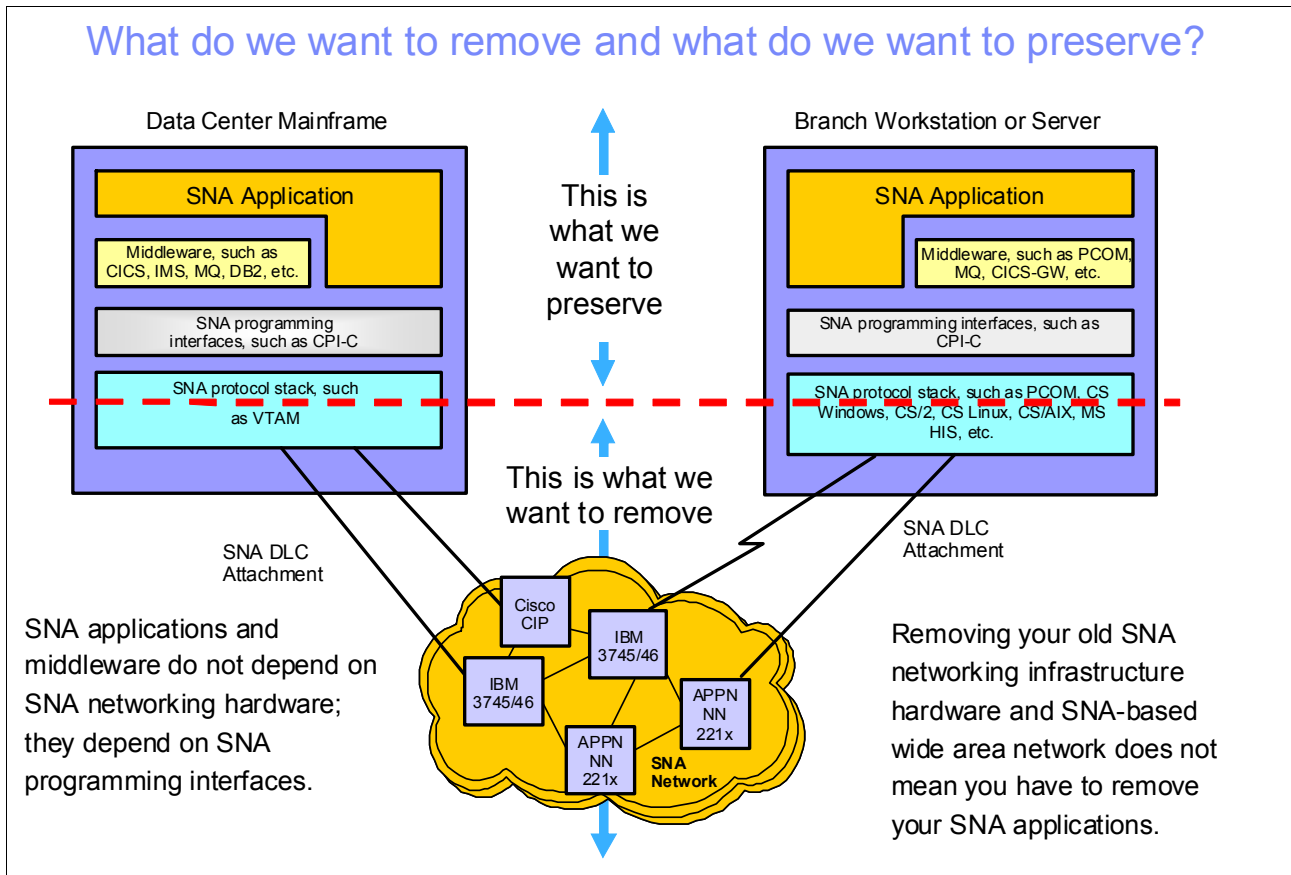 What do we want to remove and what do we want to preserve?
Data Center Mainframe
SNA Application
Middleware, such as
CICS, IMS, MQ, DB2, etc.
SNA programming
interfaces, such as CPI-C
SNA protocol stack, such
as VTAM
This is
what we
want to
preserve
Branch Workstation or Server
SNA Application
Middleware, such as PCOM,
MQ, CICS-GW, etc.
SNA programming interfaces, such as
CPI-C
SNA protocol stack, such as PCOM, CS
Windows, CS/2, CS Linux, CS/AIX, MS
HIS, etc.
This is what we
want to remove
SNA DLC
Attachment
SNA DLC
Attachment
Cisco
CIP
IBM
3745/46
IBM
3745/46
APPN
NN
221x
APPN
NN
221x
SNA
Network
SNA applications and
middleware do not depend on
SNA networking hardware;
they depend on SNA
programming interfaces.
Removing your old SNA
networking infrastructure
hardware and SNA-based
wide area network does not
mean you have to remove
your SNA applications.